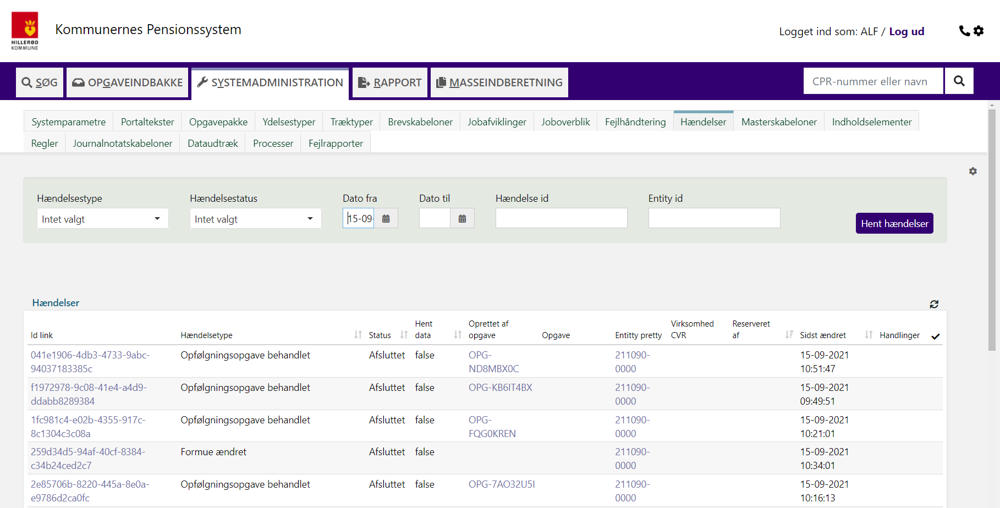 HILLERØD
KOMMUNE
Kommunernes Pensionssystem
Logget ind som: ALF / Log ud
SØG
OPGAVEINDBAKKE
SYSTEMADMINISTRATION
RAPPORT
MASSEINDBERETNING
CPR-nummer eller navn
Systemparametre Portaltekster Opgavepakke Ydelsestyper Træktyper Brevskabeloner Jobafviklinger Joboverblik Fejlhåndtering Hændelser Masterskabeloner Indholdselementer
Regler Journalnotatskabeloner Dataudtræk Processer Fejlrapporter
Hændelsestype Hændelsestatus Dato fra Dato til Hændelse id Entity id
Intet valgt Intet valgt 15-09-
Hent hændelser
Hændelser
Id link Hændelsetype Status Hent data Oprettet af opgave Opgave Entitty pretty Virksomhed CVR Reserveret af Sidst ændret Handlinger
041e1906-4db3-4733-9abc- Opfølgningsopgave behandlet Afsluttet false OPG- 211090- 15-09-2021
94037183385c ND8MBX0C 0000 10:51:47
f1972978-9c08-41e4-a4d9- Opfølgningsopgave behandlet Afsluttet false OPG-KB6IT4BX 211090- 15-09-2021
ddabb8289384 0000 09:49:51
1fc981c4-e02b-4355-917c- Opfølgningsopgave behandlet Afsluttet false OPG- 211090- 15-09-2021
8c1304c3c08a FQG0KREN 0000 10:21:01
259d34d5-94af-40cf-8384- Formue ændret Afsluttet false 211090- 15-09-2021
c34b24ced2c7 0000 10:34:01
2e85706b-8220-445a-8e0a- Opfølgningsopgave behandlet Afsluttet false OPG-7AO32U5I 211090- 15-09-2021
e9786d2ca0fc 0000 10:16:13